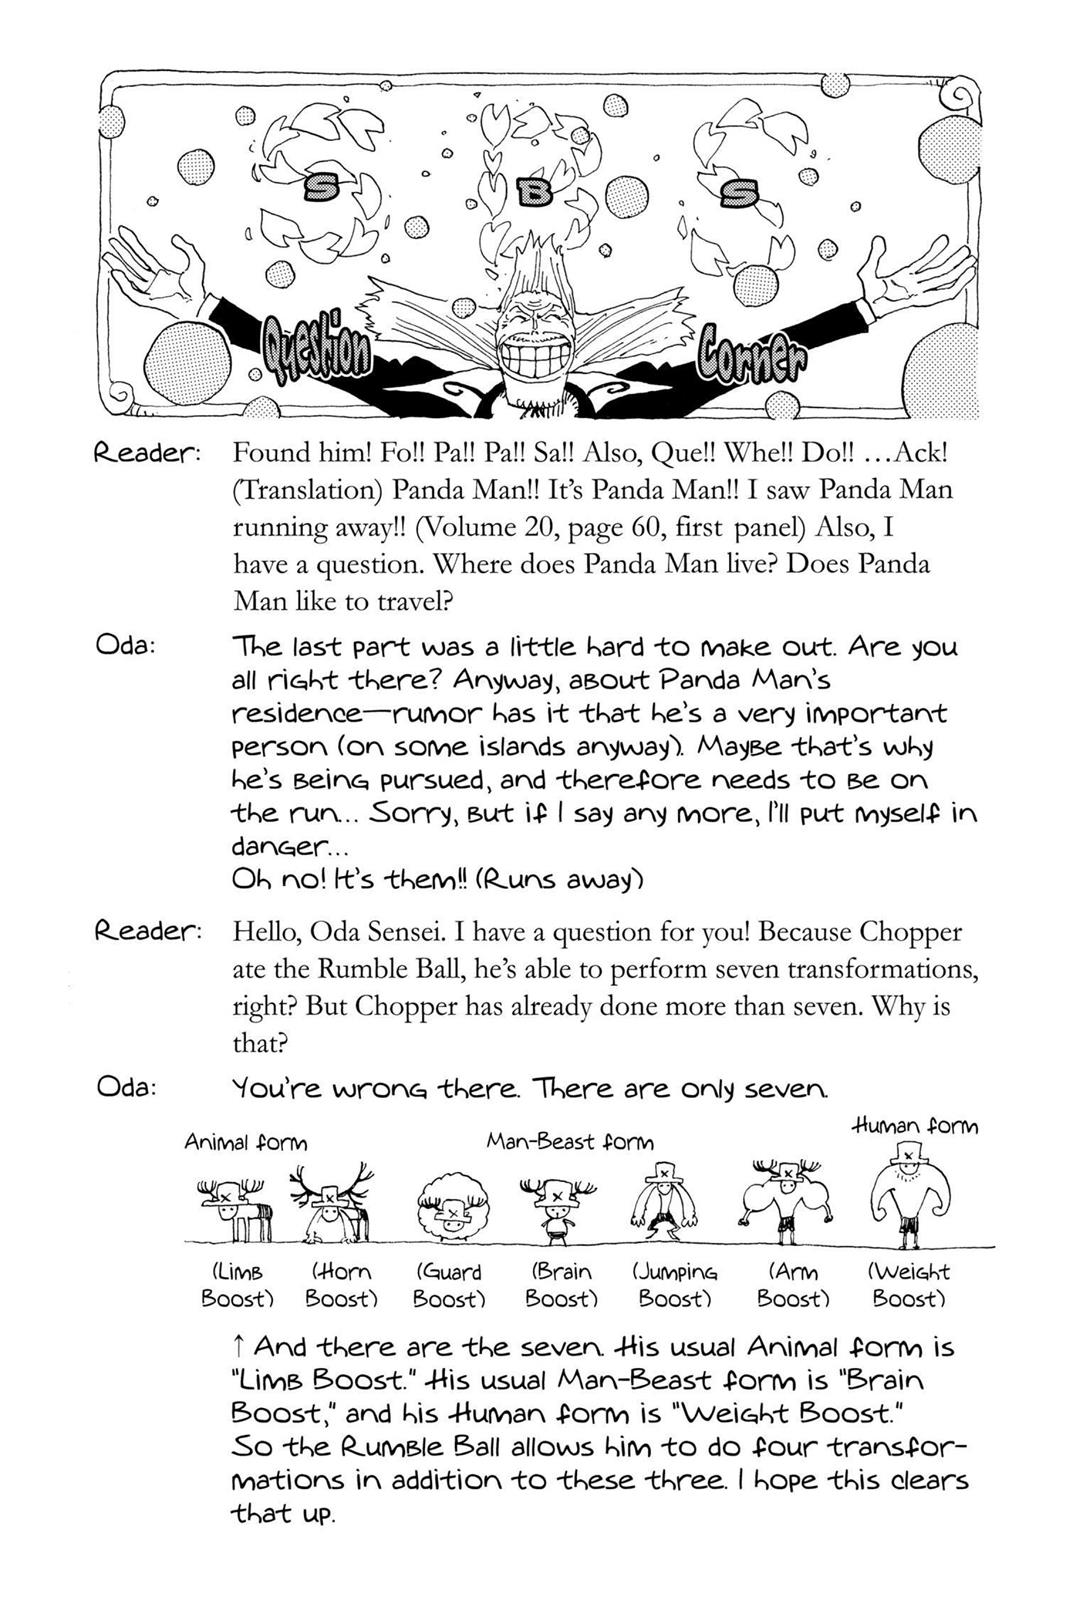 S B S
Question Corner
Reader: Found him! Fo!! Pa!! Pa!! Sa!! Also, Que!! Whe!! Do!! …Ack!
(Translation) Panda Man!! It's Panda Man!! I saw Panda Man
running away!! (Volume 20, page 60, first panel) Also, I
have a question. Where does Panda Man live? Does Panda
Man like to travel?
Oda: The last part was a little hard to make out. Are you
all right there? Anyway, about Panda Man's
residence—rumor has it that he's a very important
person (on some islands anyway). Maybe that's why
he's being pursued, and therefore needs to be on
the run... Sorry, but if I say any more, I'll put myself in
danger...
Oh no! It's them!! (Runs away)
Reader: Hello, Oda Sensei. I have a question for you! Because Chopper
ate the Rumble Ball, he's able to perform seven transformations,
right? But Chopper has already done more than seven. Why is
that?
Oda: You're wrong there. There are only seven.
Animal form Man-Beast form Human form
(Limb Boost) (Horn Boost) (Guard Boost) (Brain Boost) (Jumping Boost) (Arm Boost) (Weight Boost)
↑ And there are the seven. His usual Animal form is
"Limb Boost." His usual Man-Beast form is "Brain
Boost," and his Human form is "Weight Boost."
So the Rumble Ball allows him to do four transfor-
mations in addition to these three. I hope this clears
that up.